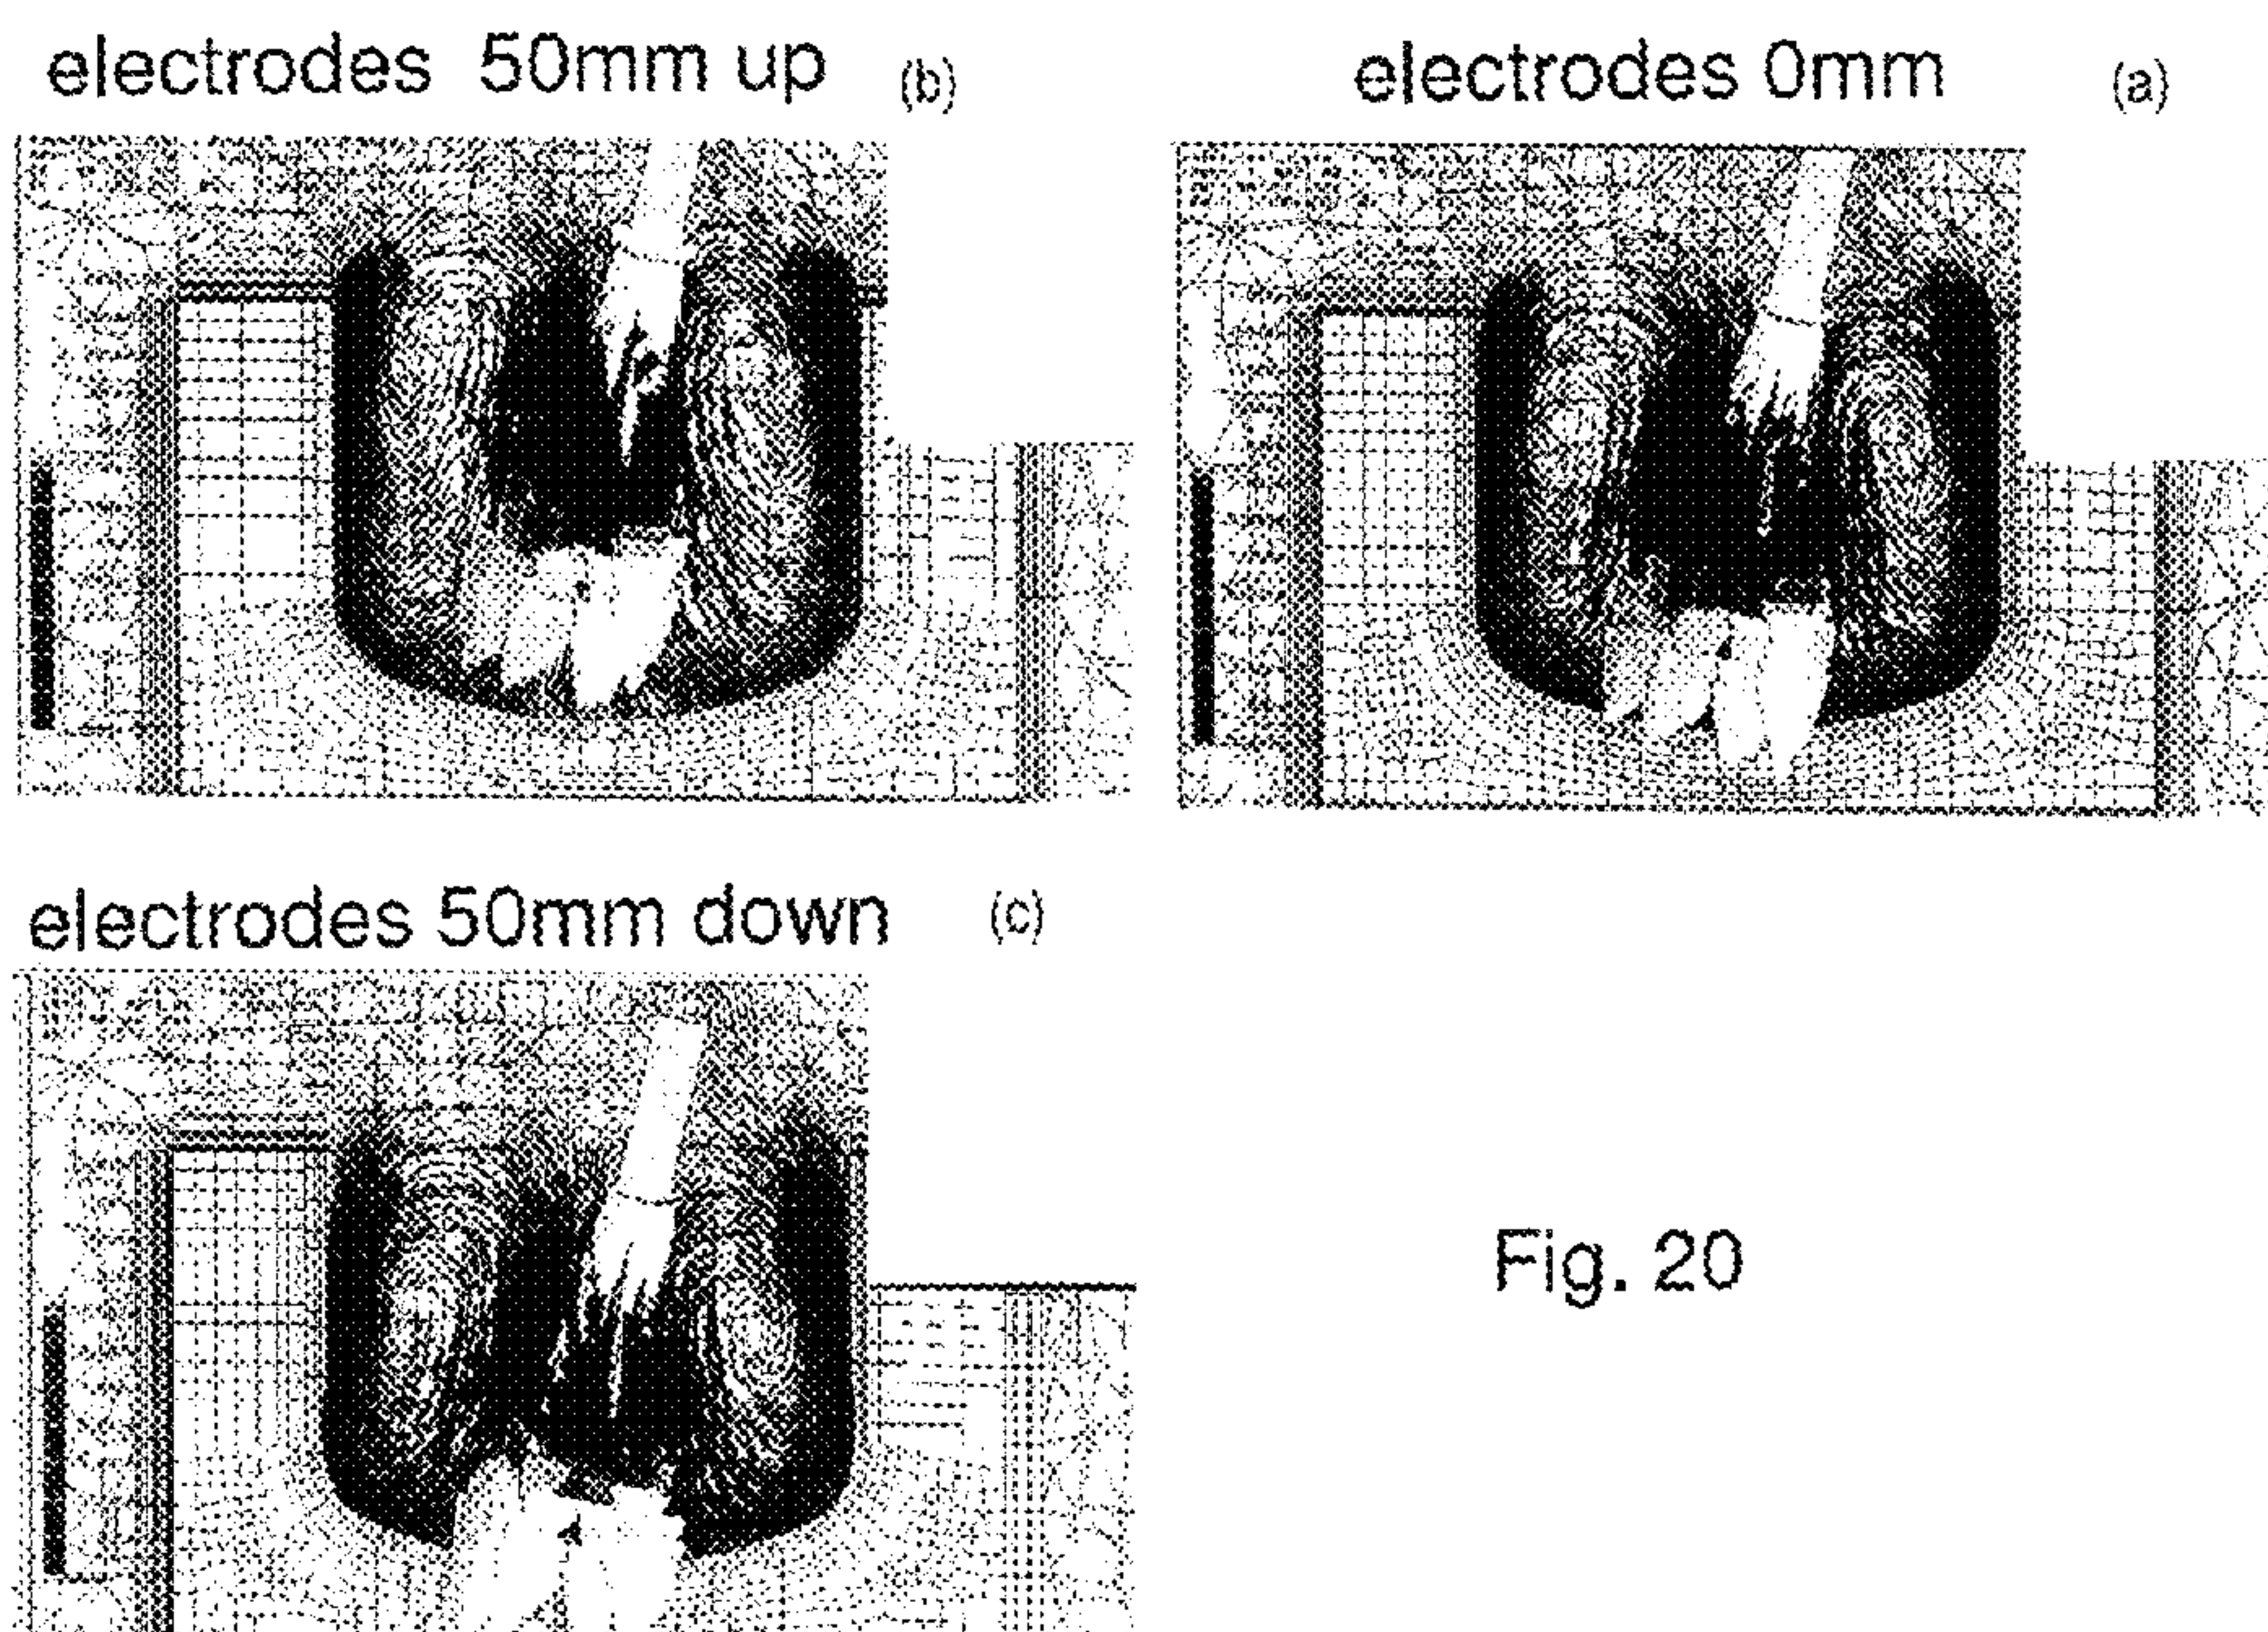 electrodes 50mm up (b)
electrodes 0mm (a)
electrodes 50mm down (c)
Fig. 20